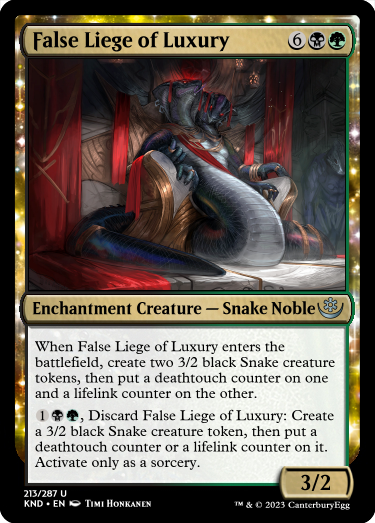 False Liege of Luxury 6
Enchantment Creature — Snake Noble
When False Liege of Luxury enters the
battlefield, create two 3/2 black Snake creature
tokens, then put a deathtouch counter on one
and a lifelink counter on the other.
1, Discard False Liege of Luxury: Create
a 3/2 black Snake creature token, then put a
deathtouch counter or a lifelink counter on it.
Activate only as a sorcery.
3/2
213/287 U
KND • EN Timi Honkanen
™ & © 2023 CanterburyEgg